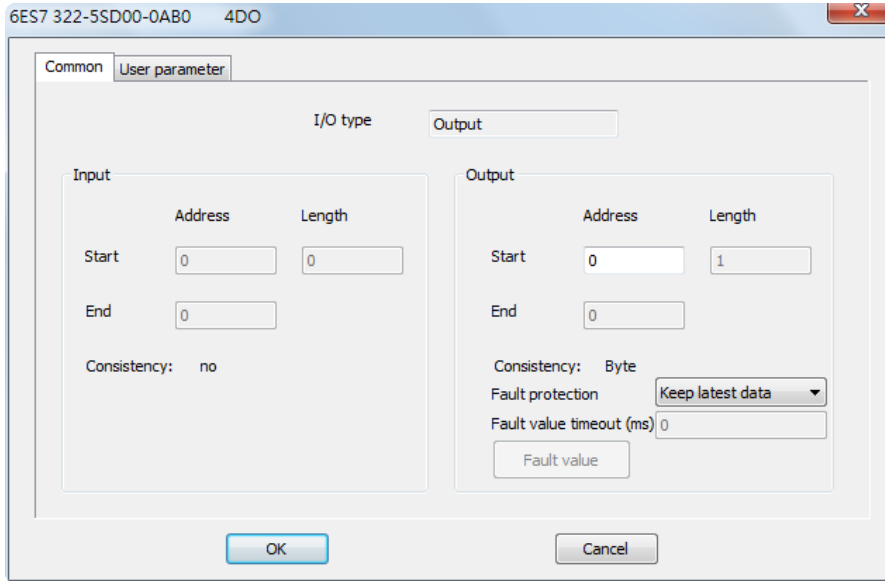 6ES7 322-5SD00-0AB0 4DO
X
Common User parameter
I/O type Output
Input Output
Address Length Address Length
Start 0 0 Start 0 1
End 0 End 0
Consistency: no Consistency: Byte
Fault protection Keep latest data
Fault value timeout (ms) 0
Fault value
OK Cancel